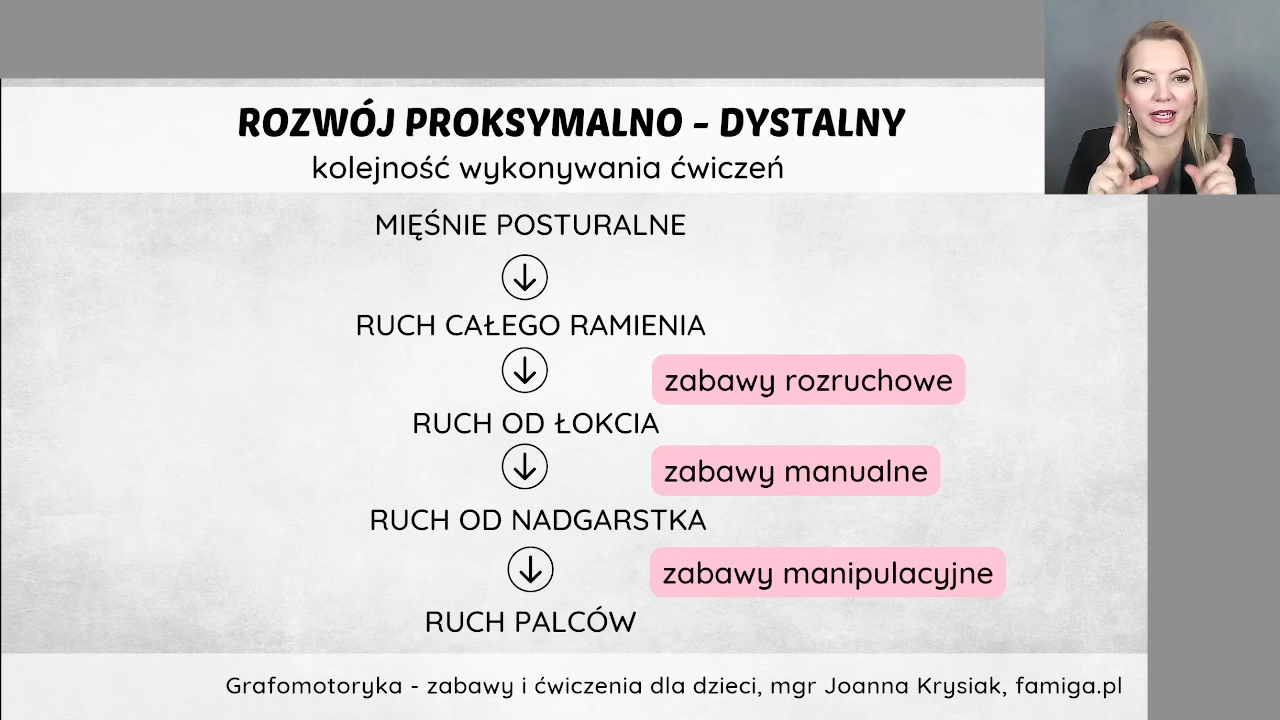 ROZWÓJ PROKSYMALNO - DYSTALNY
kolejność wykonywania ćwiczeń
MIĘŚNIE POSTURALNE
RUCH CAŁEGO RAMIENIA
zabawy rozruchowe
RUCH OD ŁOKCIA
zabawy manualne
RUCH OD NADGARSTKA
zabawy manipulacyjne
RUCH PALCÓW
Grafomotoryka - zabawy i ćwiczenia dla dzieci, mgr Joanna Krysiak, famiga.pl